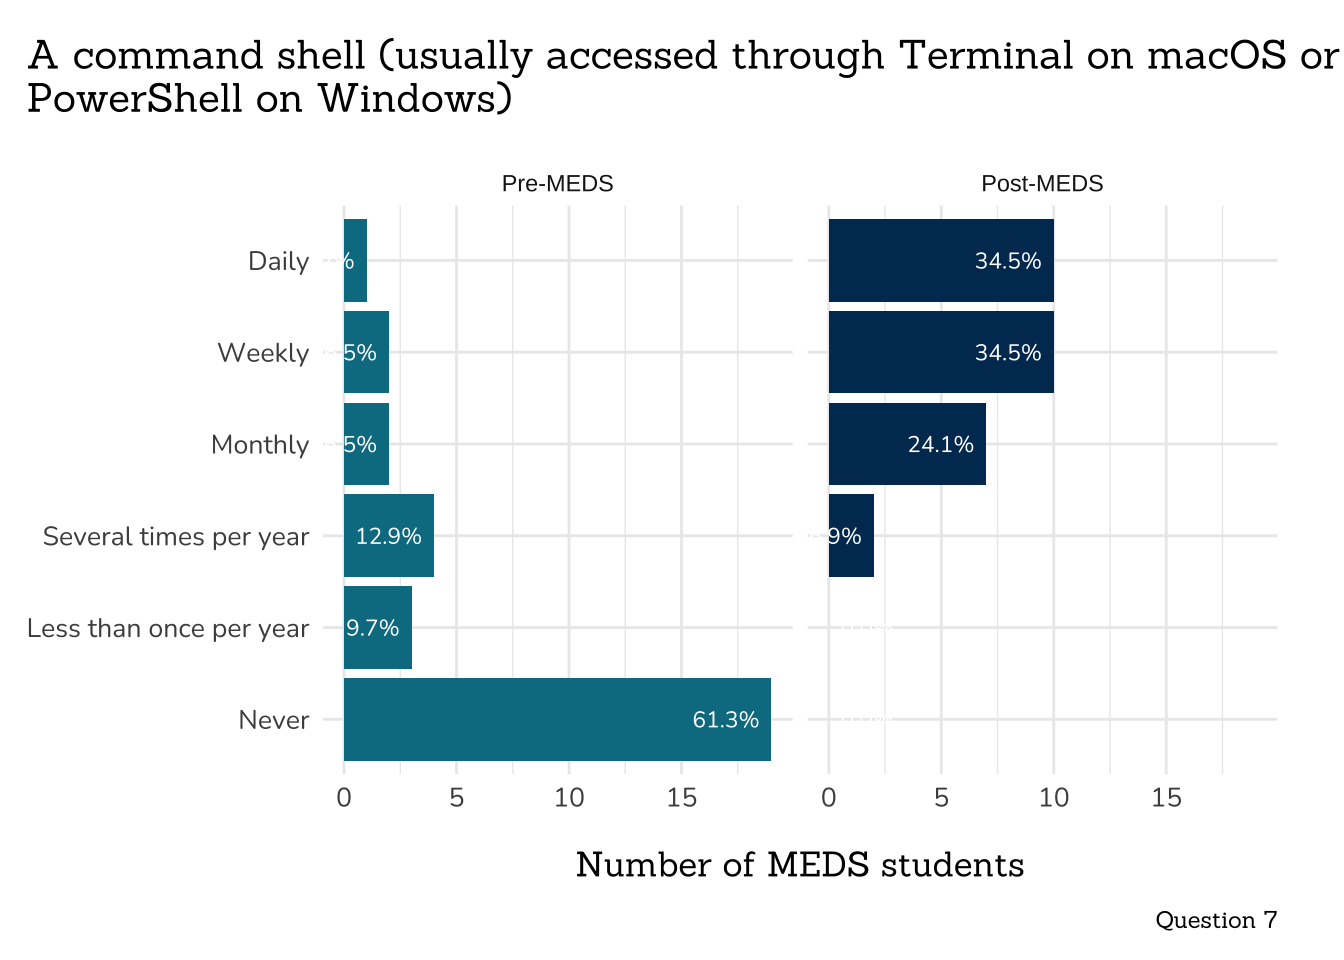 A command shell (usually accessed through Terminal on macOS or
PowerShell on Windows)
Pre-MEDS
Post-MEDS
Daily
34.5%
Weekly
34.5%
Monthly
24.1%
Several times per year
12.9%
Less than once per year
9.7%
Never
61.3%
0 5 10 15
0 5 10 15
Number of MEDS students
Question 7